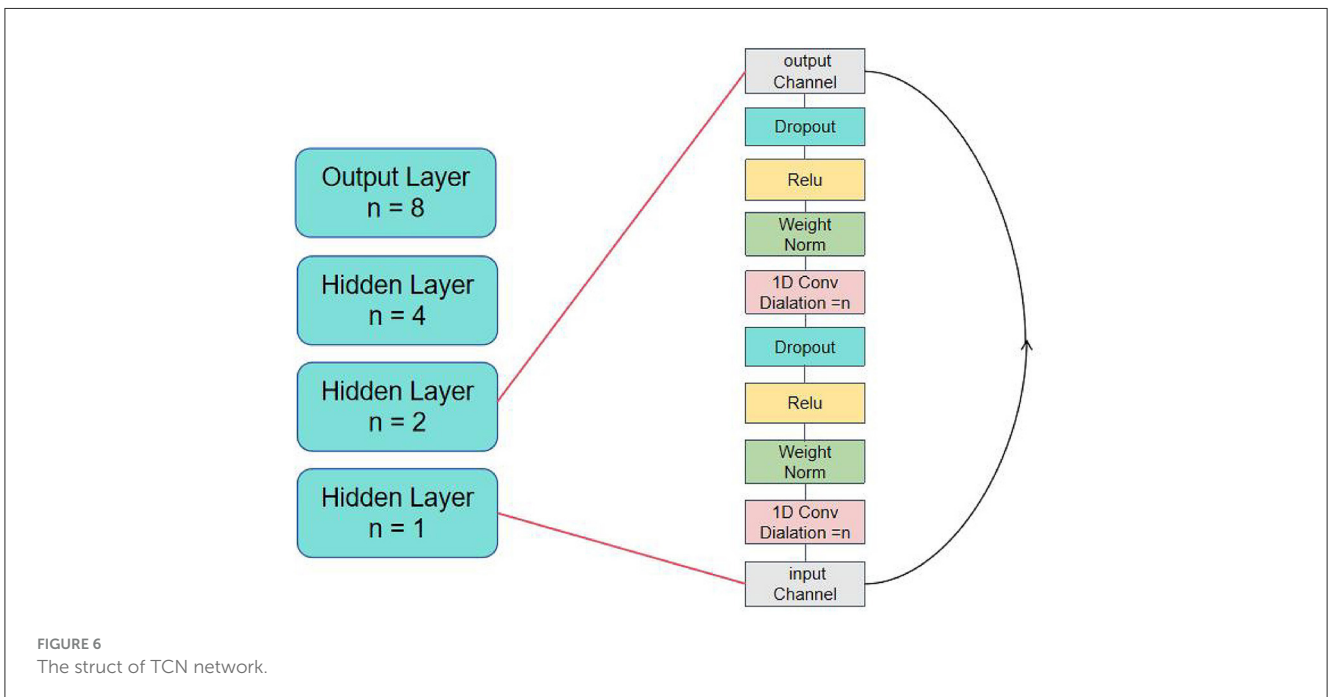 Output Layer
n = 8
Hidden Layer
n = 4
Hidden Layer
n = 2
Hidden Layer
n = 1
output
Channel
Dropout
Relu
Weight
Norm
1D Conv
Dialation =n
Dropout
Relu
Weight
Norm
1D Conv
Dialation =n
input
Channel
FIGURE 6
The struct of TCN network.